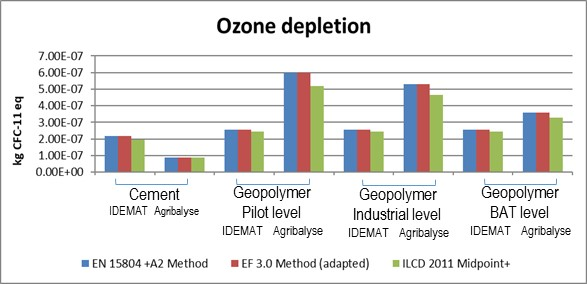 Ozone depletion
kg CFC-11 eq
7.00E-07
6.00E-07
5.00E-07
4.00E-07
3.00E-07
2.00E-07
1.00E-07
0.00E+00
Cement
IDEMAT Agribalyse
Geopolymer
Pilot level
IDEMAT Agribalyse
Geopolymer
Industrial level
IDEMAT Agribalyse
Geopolymer
BAT level
IDEMAT Agribalyse
EN 15804 +A2 Method
EF 3.0 Method (adapted)
ILCD 2011 Midpoint+